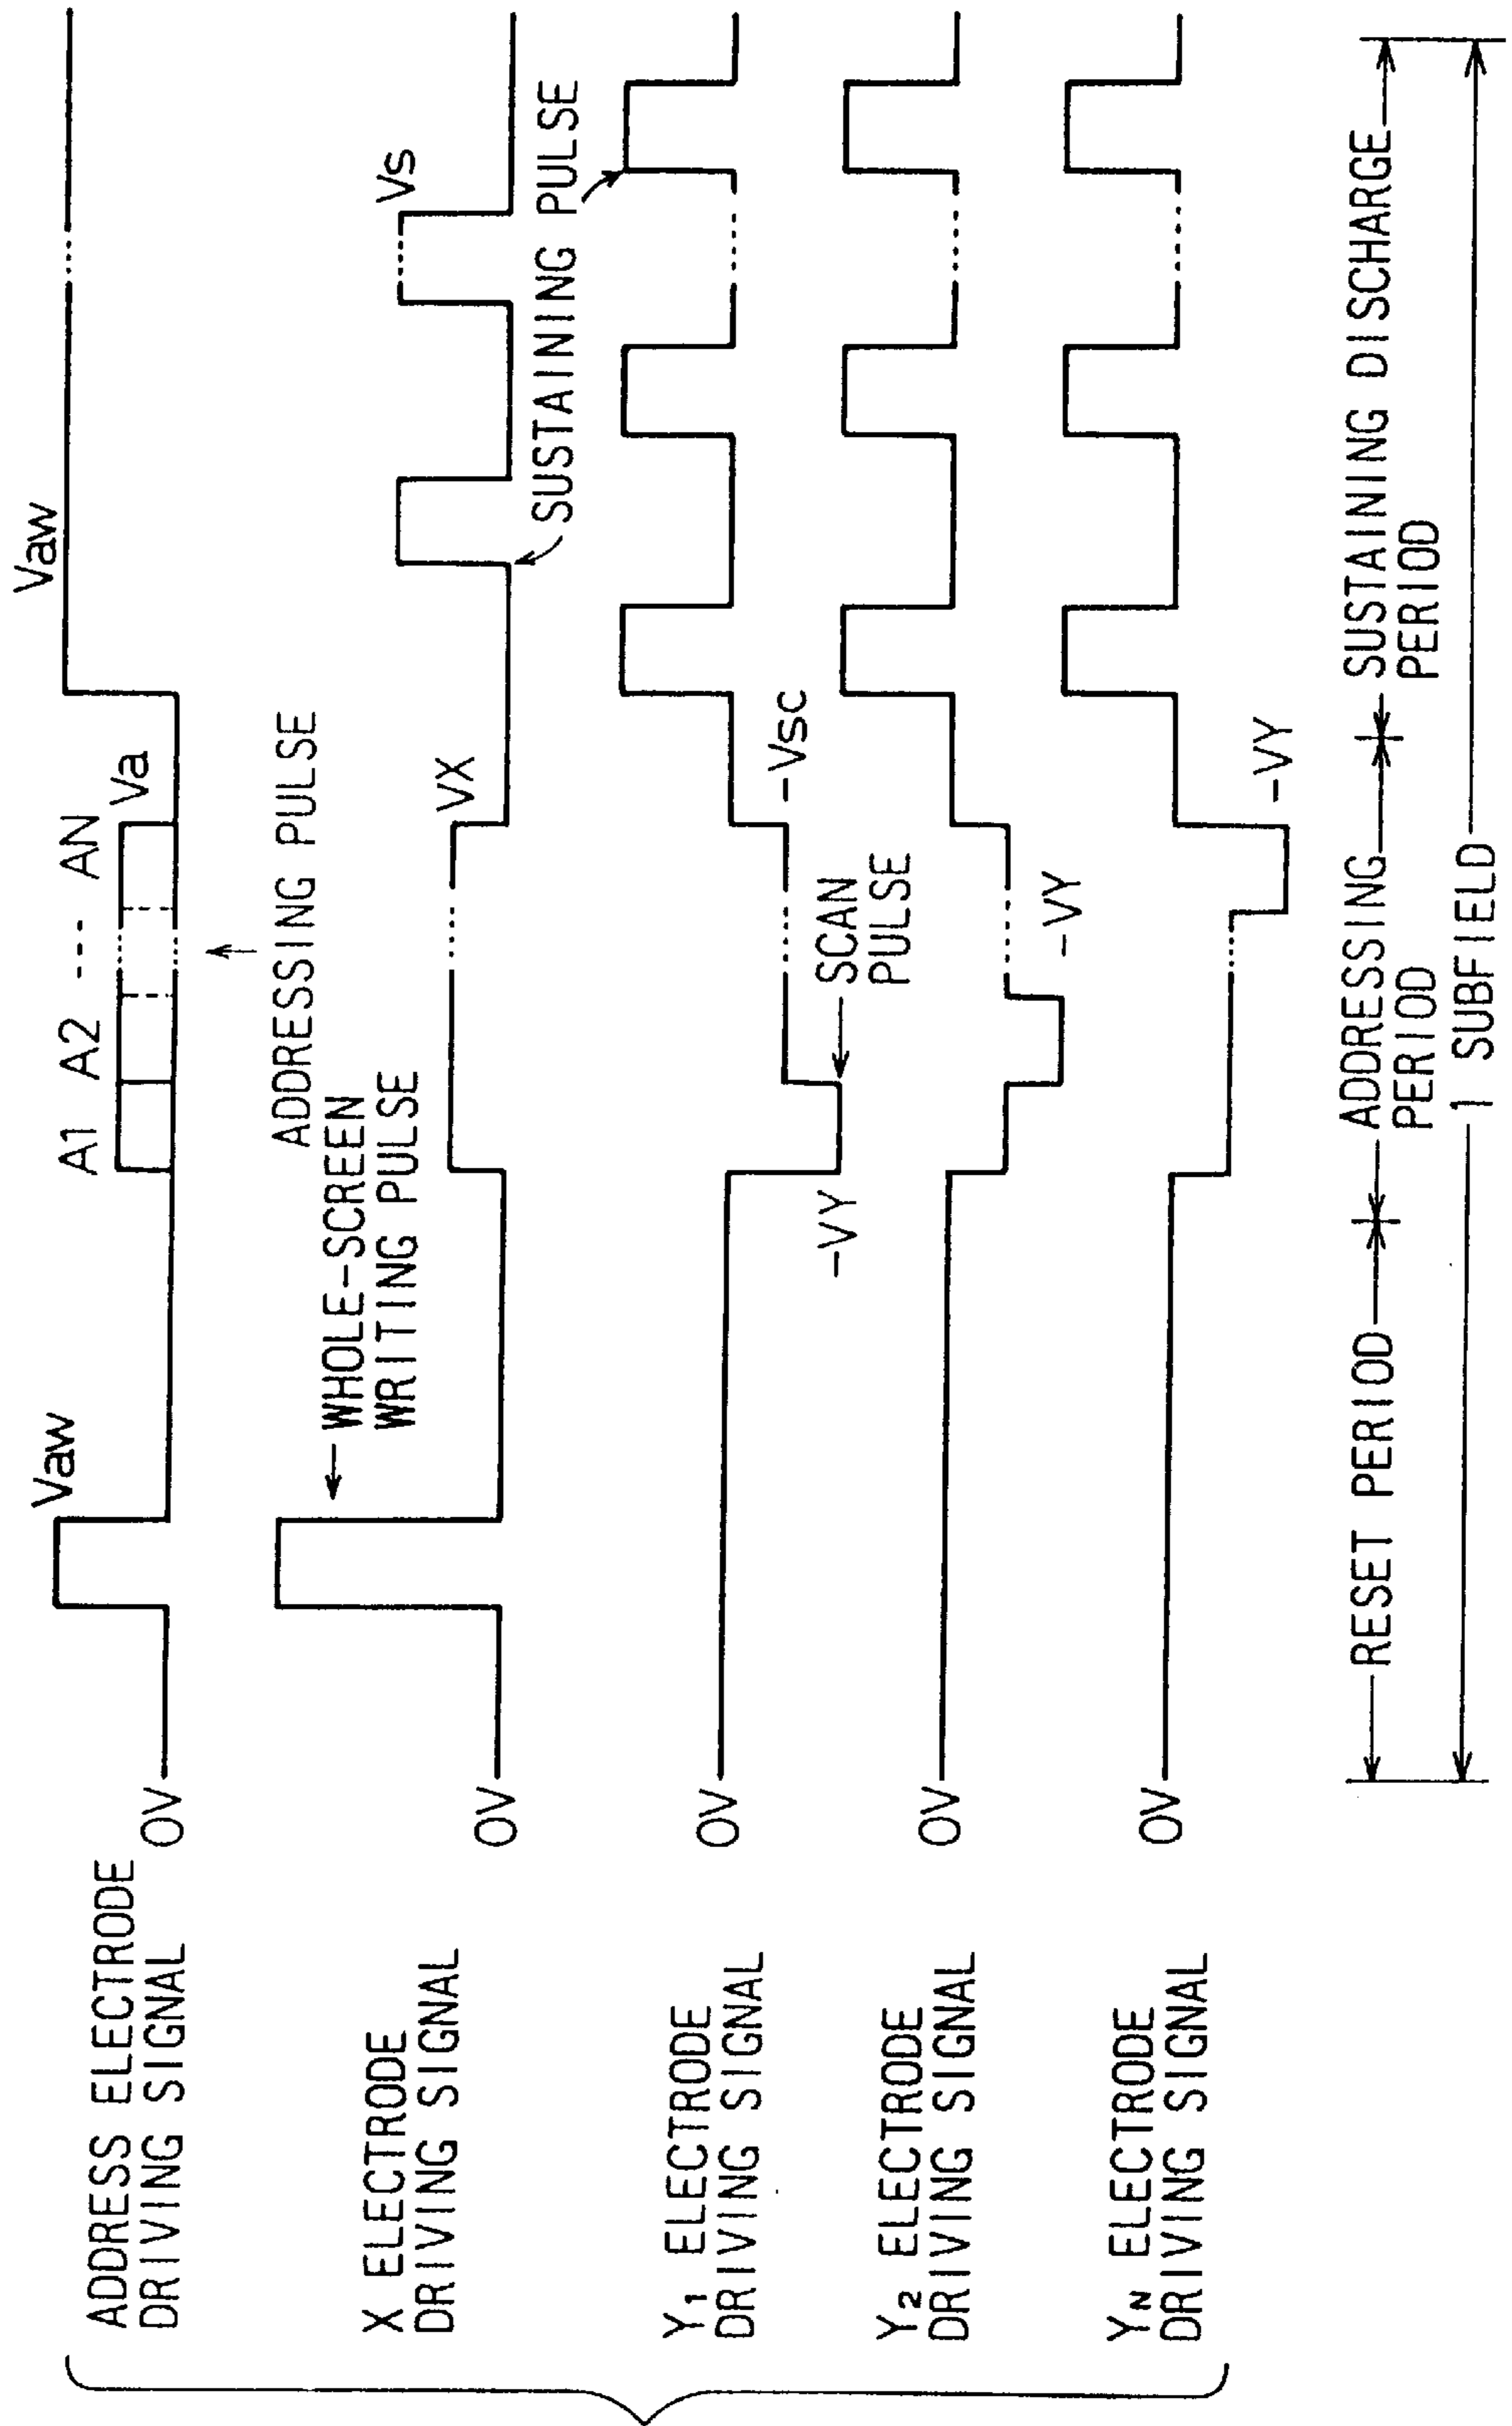 ADDRESS ELECTRODE
DRIVING SIGNAL
0V
Vaw
A1 A2 --- AN
Va
Vaw
ADDRESSING PULSE
WHOLE-SCREEN
WRITING PULSE
X ELECTRODE
DRIVING SIGNAL
0V
VX
Vs
SUSTAINING PULSE
Y1 ELECTRODE
DRIVING SIGNAL
0V
-VY
-Vsc
SCAN
PULSE
Y2 ELECTRODE
DRIVING SIGNAL
0V
-VY
YN ELECTRODE
DRIVING SIGNAL
0V
-VY
RESET PERIOD
ADDRESSING
PERIOD
SUSTAINING DISCHARGE
PERIOD
1 SUBFIELD